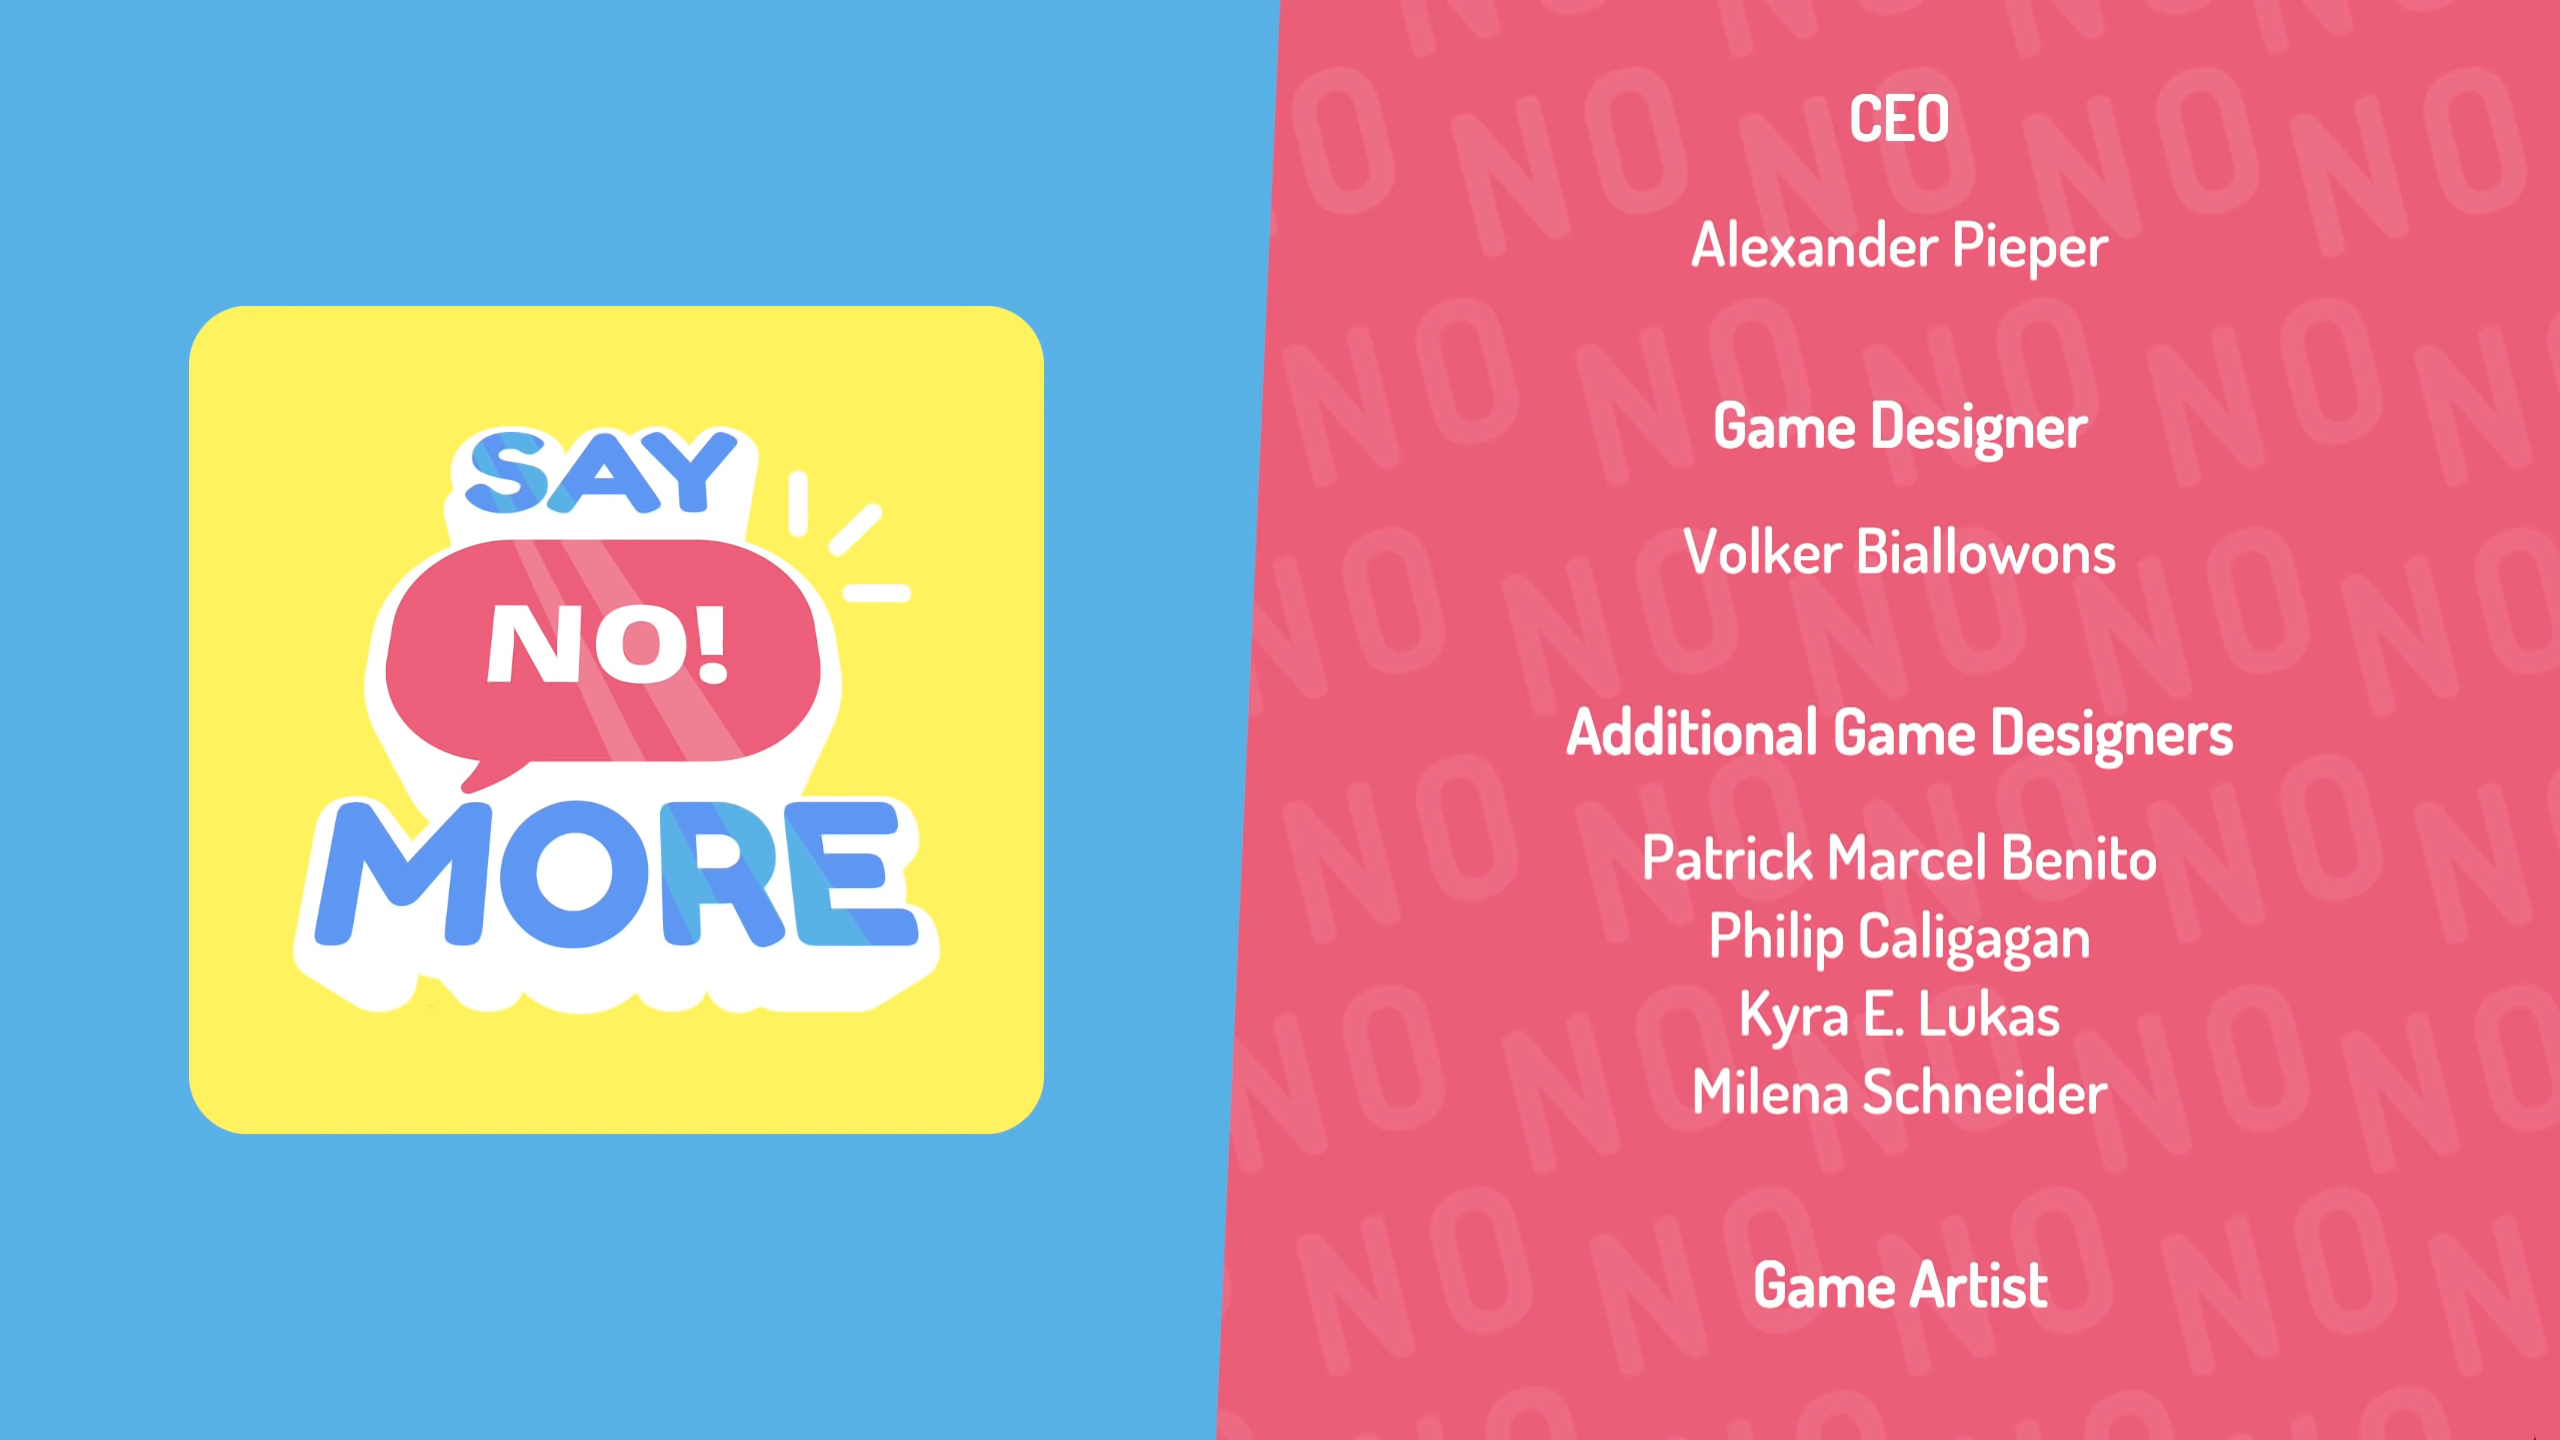 SAY
NO!
MORE
CEO
Alexander Pieper
Game Designer
Volker Biallowons
Additional Game Designers
Patrick Marcel Benito
Philip Caligagan
Kyra E. Lukas
Milena Schneider
Game Artist